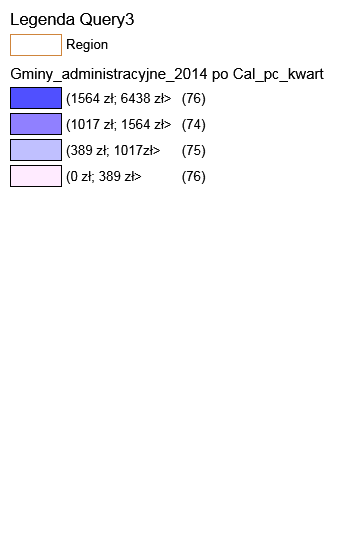 Legenda Query3
Region
Gminy_administracyjne_2014 po Cal_pc_kwart
(1564 zł; 6438 zł> (76)
(1017 zł; 1564 zł> (74)
(389 zł; 1017zł> (75)
(0 zł; 389 zł> (76)